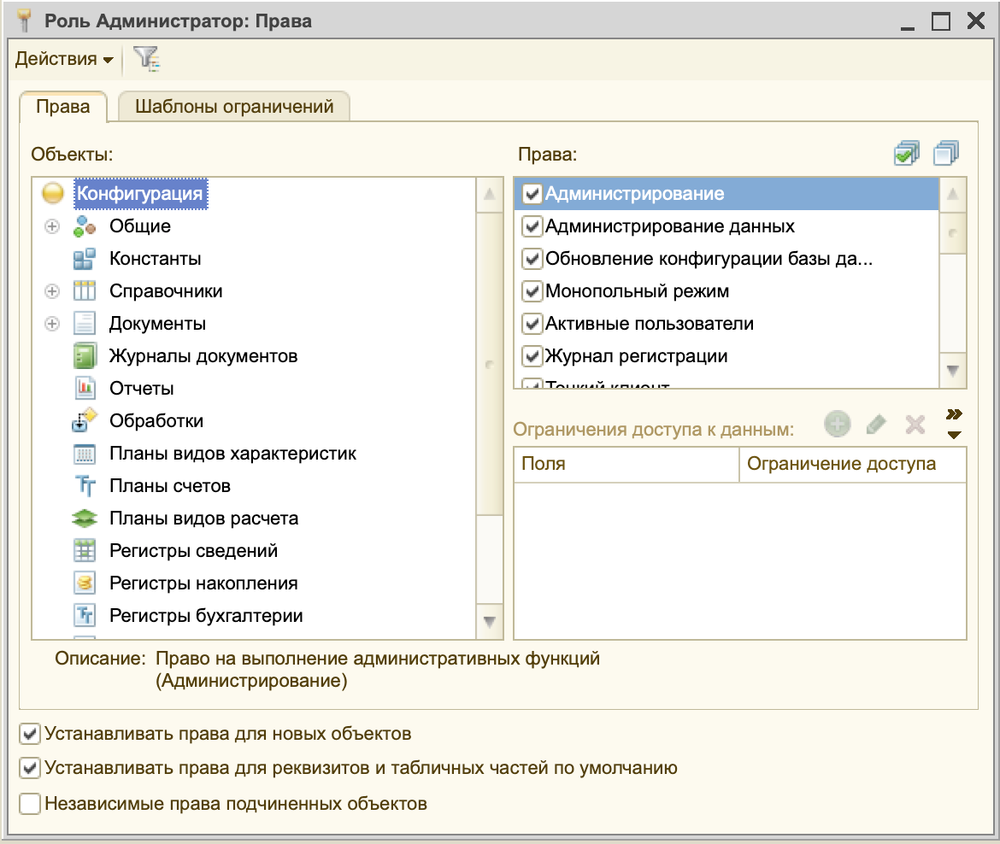 Роль Администратор: Права
Действия
Права
Шаблоны ограничений
Объекты:
Конфигурация
Общие
Константы
Справочники
Документы
Журналы документов
Отчеты
Обработки
Планы видов характеристик
Планы счетов
Планы видов расчета
Регистры сведений
Регистры накопления
Регистры бухгалтерии
Права:
Администрирование
Администрирование данных
Обновление конфигурации базы да...
Монопольный режим
Активные пользователи
Журнал регистрации
Тонкий клиент
Ограничения доступа к данным:
Поля
Ограничение доступа
Описание: Право на выполнение административных функций
(Администрирование)
Устанавливать права для новых объектов
Устанавливать права для реквизитов и табличных частей по умолчанию
Независимые права подчиненных объектов